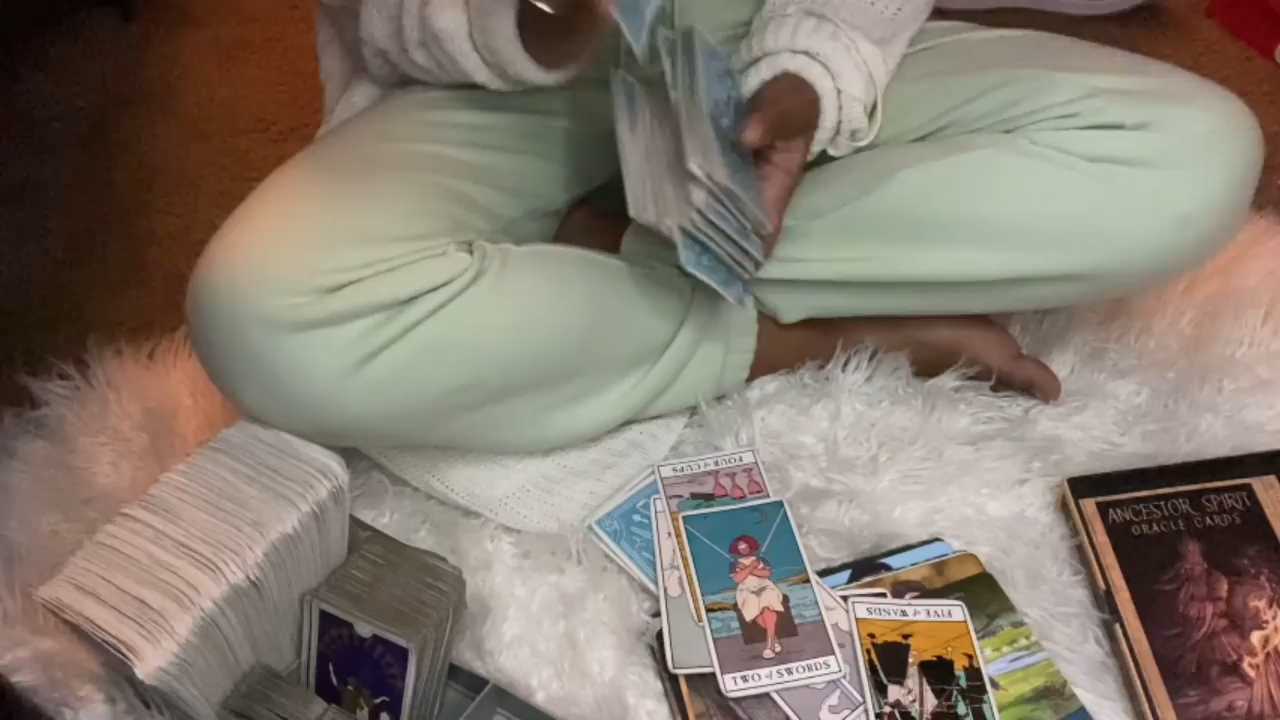 FOUR of CUPS
TWO of SWORDS
FIVE of WANDS
ANCESTOR SPIRIT
ORACLE CARDS